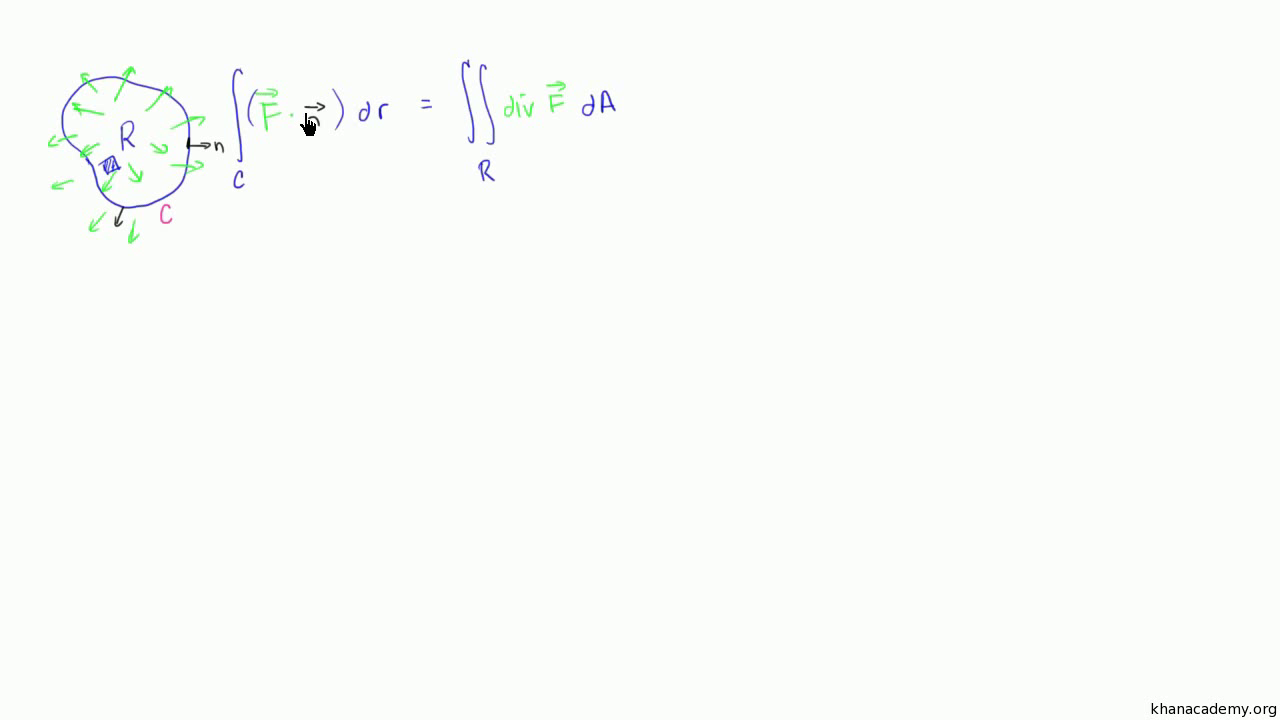 R
n
C
∫ (F⃗ · n⃗) dr = ∬ div F⃗ dA
C R
khanacademy.org